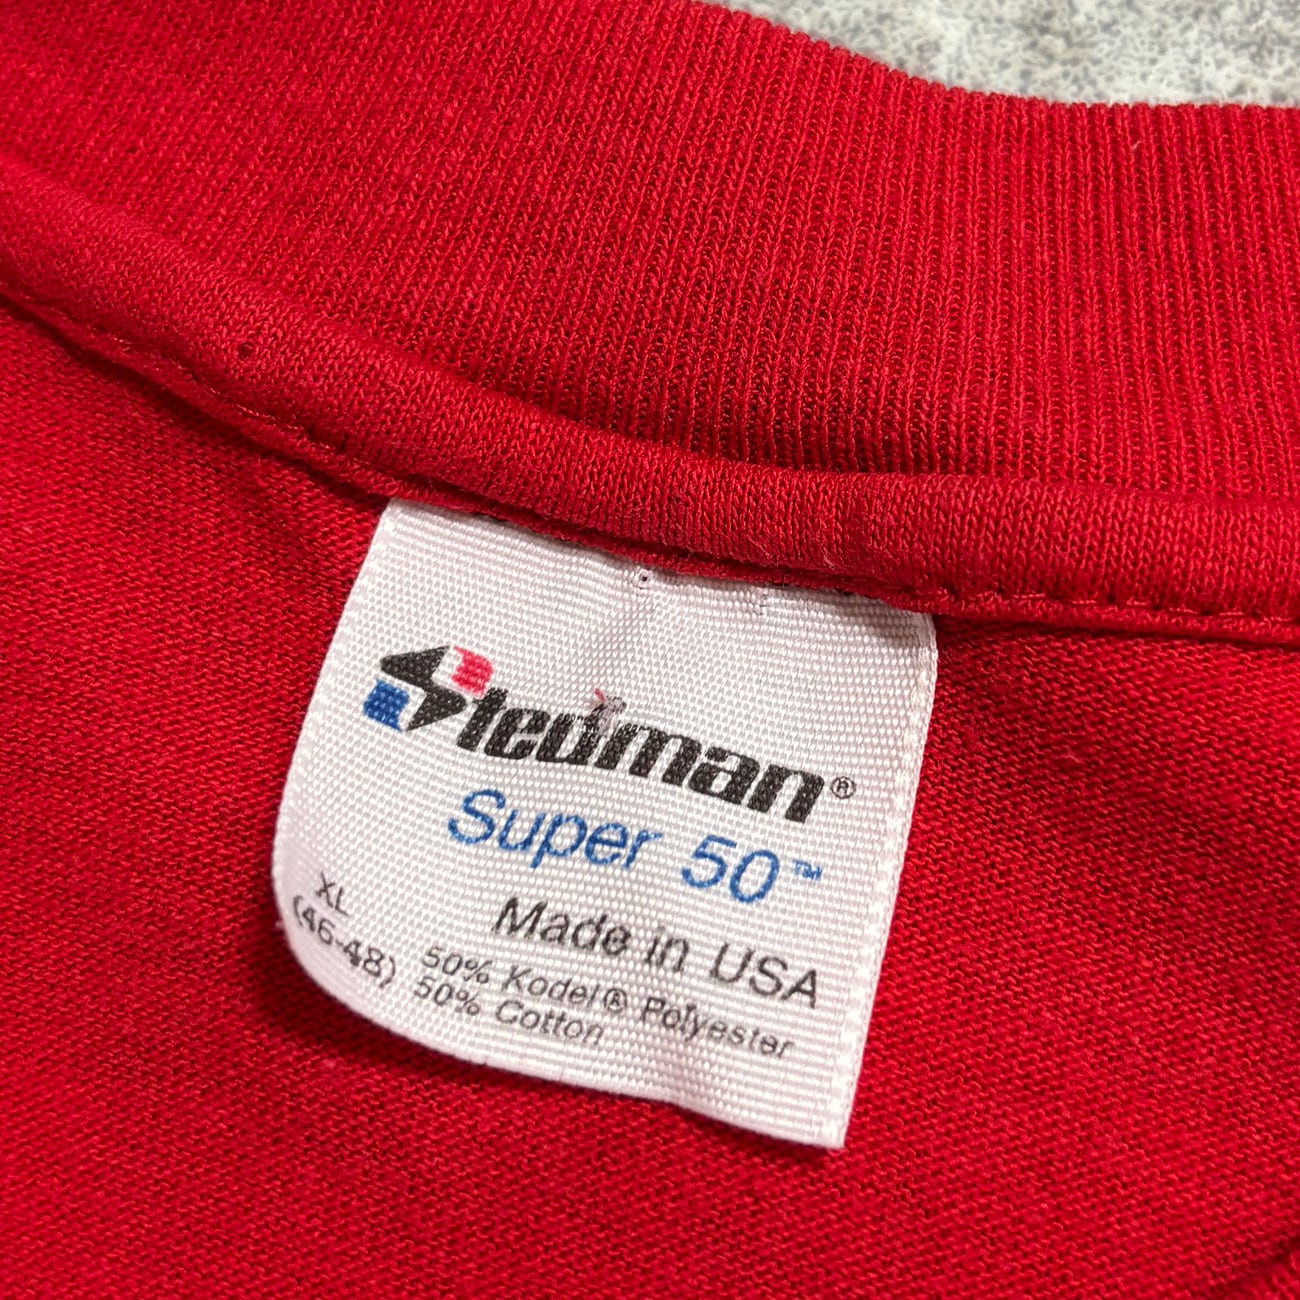 Stedman®
Super 50™
Made in USA
XL
(46-48)
50% Kodel® Polyester
50% Cotton